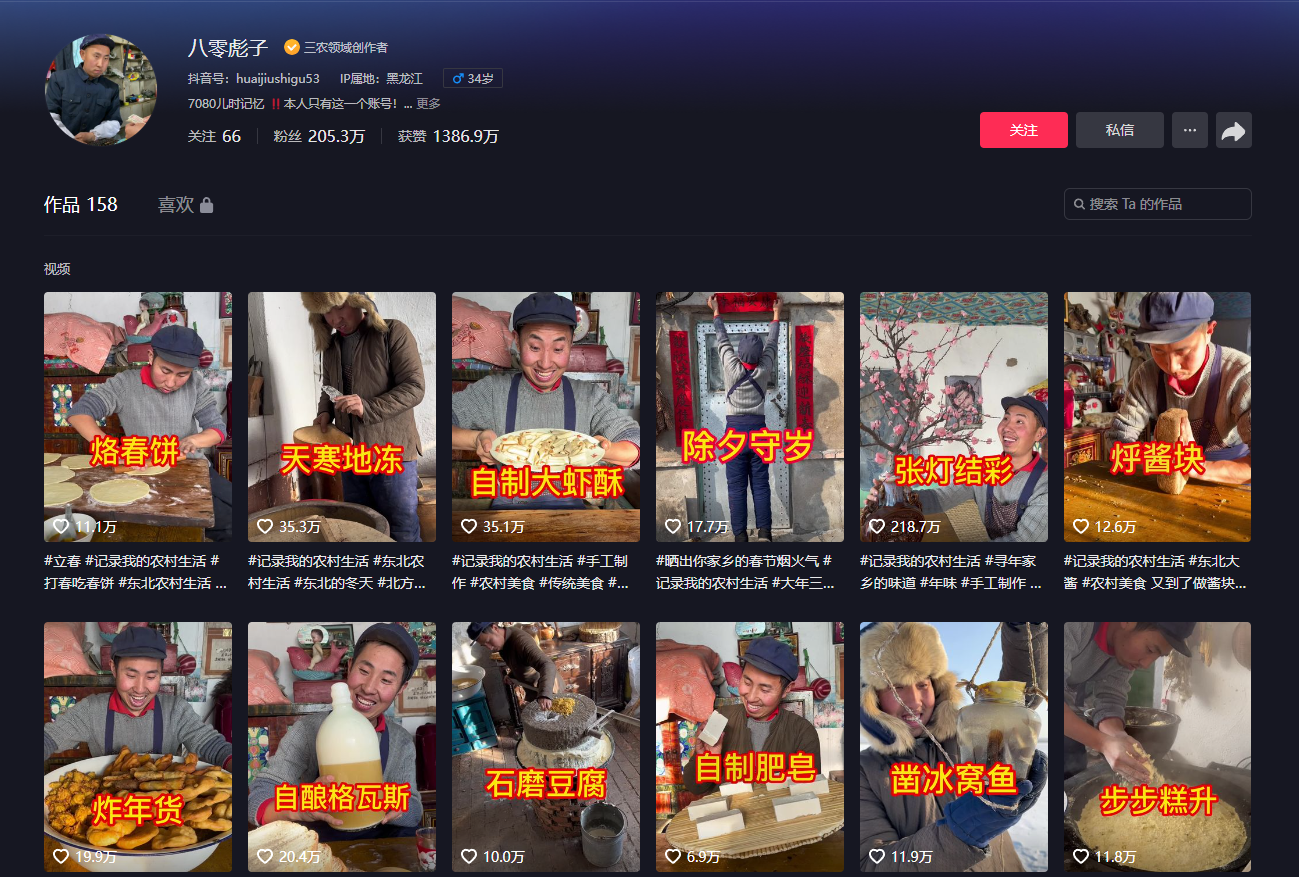 八零彪子 三农领域创作者
抖音号：huaijiushigu53 IP属地：黑龙江 ♂34岁
7080儿时记忆 ‼️本人只有这一个账号！... 更多
关注 66 粉丝 205.3万 获赞 1386.9万
关注 私信 ...
作品 158 喜欢
搜索 Ta 的作品
视频
烙春饼
11.1万
#立春 #记录我的农村生活 #
打春吃春饼 #东北农村生活 ...
天寒地冻
35.3万
#记录我的农村生活 #东北农
村生活 #东北的冬天 #北方...
自制大虾酥
35.1万
#记录我的农村生活 #手工制
作 #农村美食 #传统美食 #...
除夕守岁
17.7万
#晒出你家乡的春节烟火气 #
记录我的农村生活 #大年三...
张灯结彩
218.7万
#记录我的农村生活 #寻年家
乡的味道 #年味 #手工制作 ...
烀酱块
12.6万
#记录我的农村生活 #东北大
酱 #农村美食 又到了做酱块...
炸年货
19.9万
自酿格瓦斯
20.4万
石磨豆腐
10.0万
自制肥皂
6.9万
凿冰窝鱼
11.9万
步步糕升
11.8万